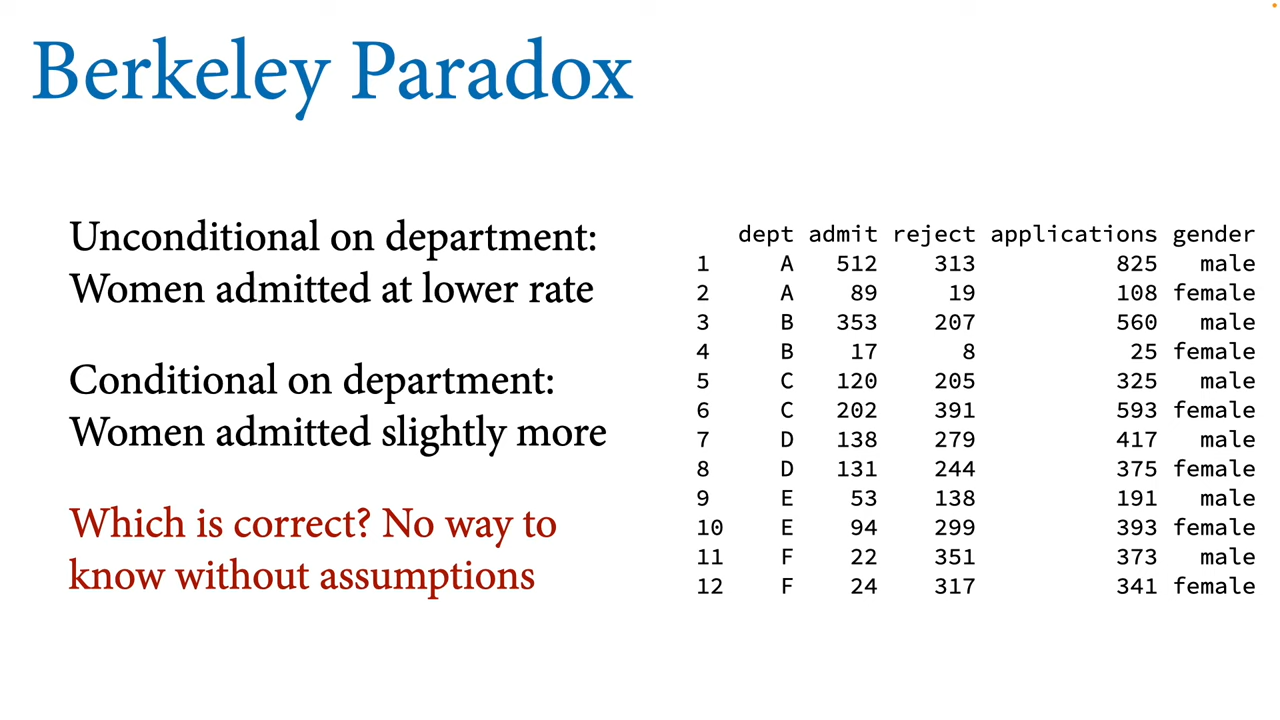 Berkeley Paradox
Unconditional on department:
Women admitted at lower rate
Conditional on department:
Women admitted slightly more
Which is correct? No way to
know without assumptions
dept admit reject applications gender
1 A 512 313 825 male
2 A 89 19 108 female
3 B 353 207 560 male
4 B 17 8 25 female
5 C 120 205 325 male
6 C 202 391 593 female
7 D 138 279 417 male
8 D 131 244 375 female
9 E 53 138 191 male
10 E 94 299 393 female
11 F 22 351 373 male
12 F 24 317 341 female